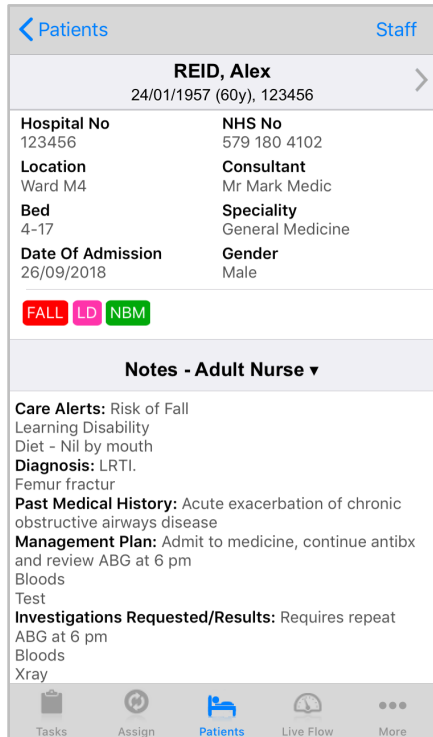 Patients
Staff
REID, Alex
24/01/1957 (60y), 123456
Hospital No
NHS No
123456
579 180 4102
Location
Consultant
Ward M4
Mr Mark Medic
Bed
Speciality
4-17
General Medicine
Date Of Admission
Gender
26/09/2018
Male
FALL LD NBM
Notes - Adult Nurse ▾
Care Alerts: Risk of Fall
Learning Disability
Diet - Nil by mouth
Diagnosis: LRTI.
Femur fractur
Past Medical History: Acute exacerbation of chronic
obstructive airways disease
Management Plan: Admit to medicine, continue antibx
and review ABG at 6 pm
Bloods
Test
Investigations Requested/Results: Requires repeat
ABG at 6 pm
Bloods
Xray
Tasks Assign Patients Live Flow More